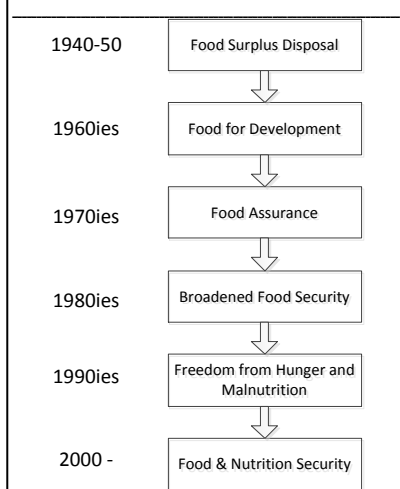 1940-50
Food Surplus Disposal
1960ies
Food for Development
1970ies
Food Assurance
1980ies
Broadened Food Security
1990ies
Freedom from Hunger and
Malnutrition
2000 -
Food & Nutrition Security